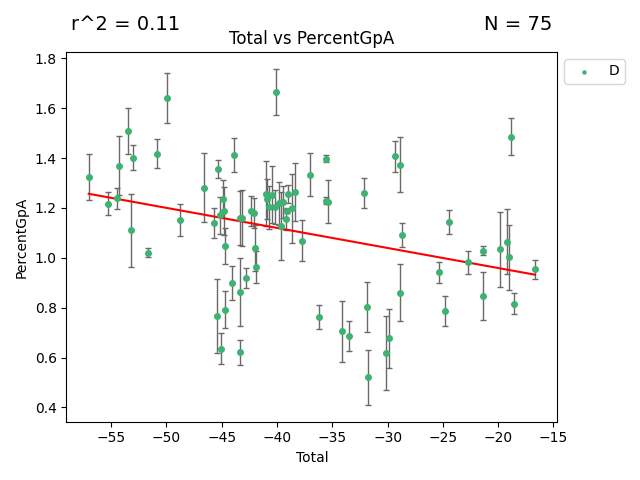 r^2 = 0.11
N = 75
Total vs PercentGpA
D
PercentGpA
1.8
1.6
1.4
1.2
1.0
0.8
0.6
0.4
−55 −50 −45 −40 −35 −30 −25 −20 −15
Total